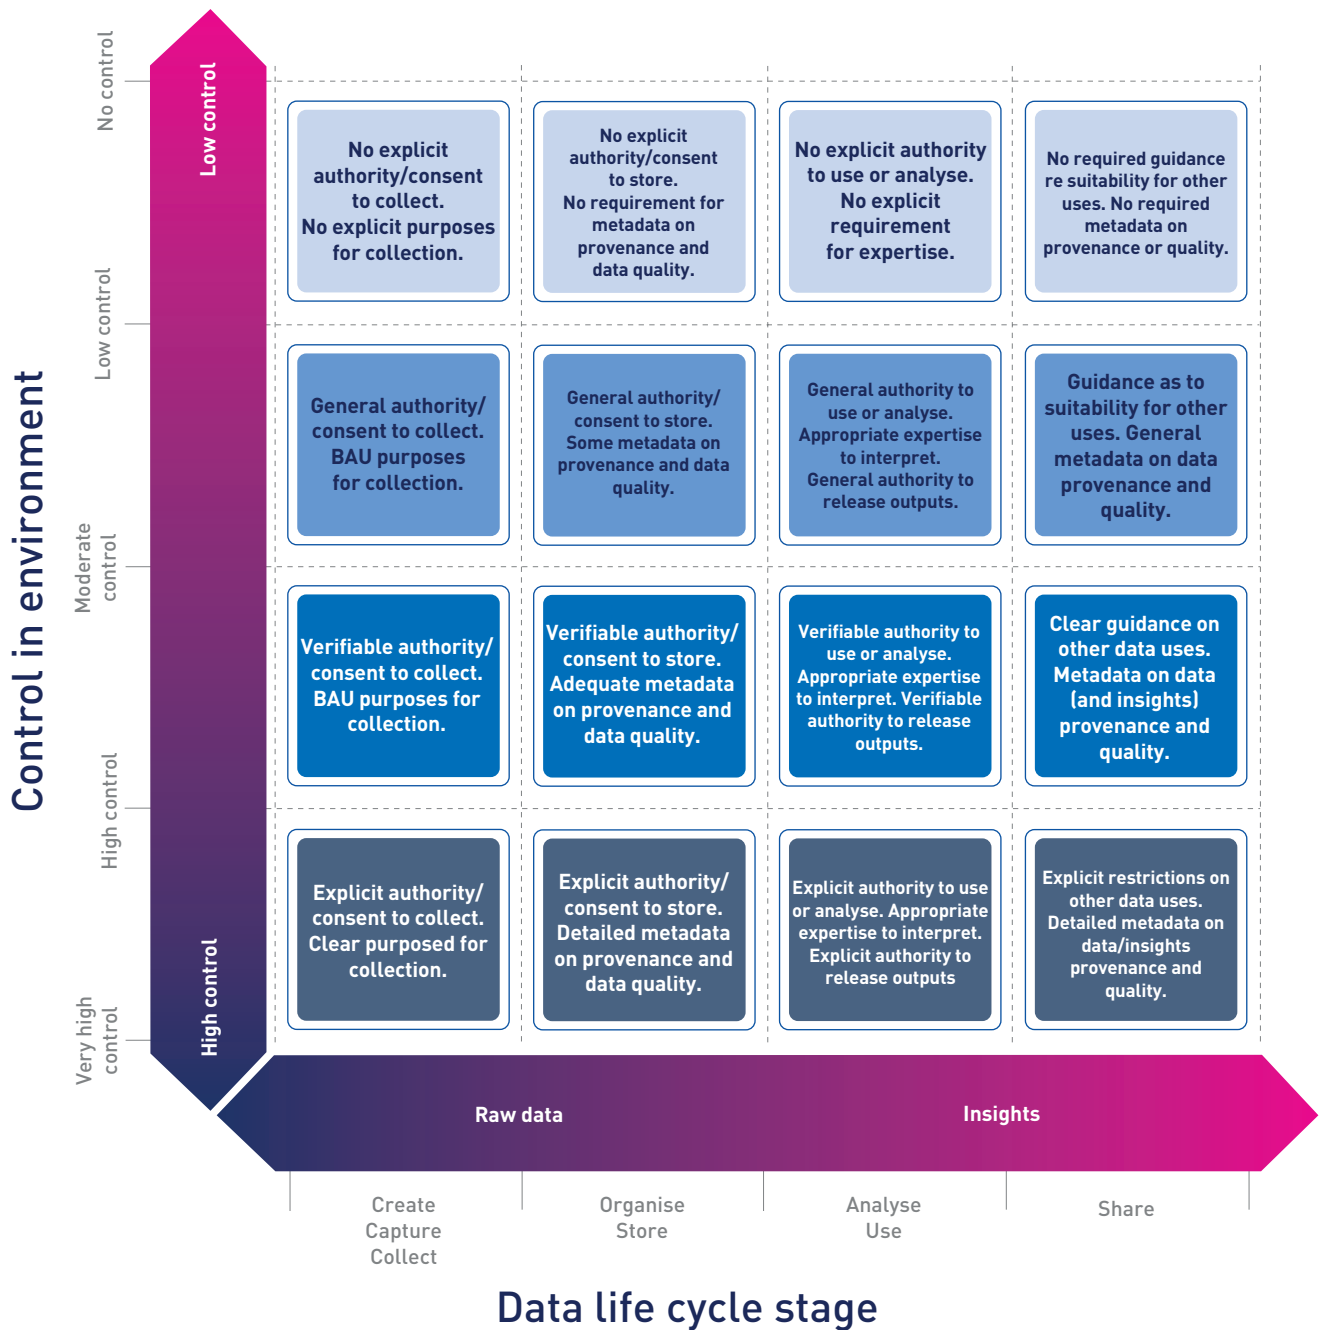 Control in environment
No control
Low control
Moderate
control
High control
Very high
control
Low control
High control
No explicit
authority/consent
to collect.
No explicit purposes
for collection.
No explicit
authority/consent
to store.
No requirement for
metadata on
provenance and
data quality.
No explicit authority
to use or analyse.
No explicit
requirement
for expertise.
No required guidance
re suitability for other
uses. No required
metadata on
provenance or quality.
General authority/
consent to collect.
BAU purposes
for collection.
General authority/
consent to store.
Some metadata on
provenance and data
quality.
General authority to
use or analyse.
Appropriate expertise
to interpret.
General authority to
release outputs.
Guidance as to
suitability for other
uses. General
metadata on data
provenance and
quality.
Verifiable authority/
consent to collect.
BAU purposes for
collection.
Verifiable authority/
consent to store.
Adequate metadata
on provenance and
data quality.
Verifiable authority to
use or analyse.
Appropriate expertise
to interpret. Verifiable
authority to release
outputs.
Clear guidance on
other data uses.
Metadata on data
(and insights)
provenance and
quality.
Explicit authority/
consent to collect.
Clear purposed for
collection.
Explicit authority/
consent to store.
Detailed metadata
on provenance and
data quality.
Explicit authority to use
or analyse. Appropriate
expertise to interpret.
Explicit authority to
release outputs
Explicit restrictions on
other data uses.
Detailed metadata on
data/insights
provenance and
quality.
Raw data
Insights
Create
Capture
Collect
Organise
Store
Analyse
Use
Share
Data life cycle stage